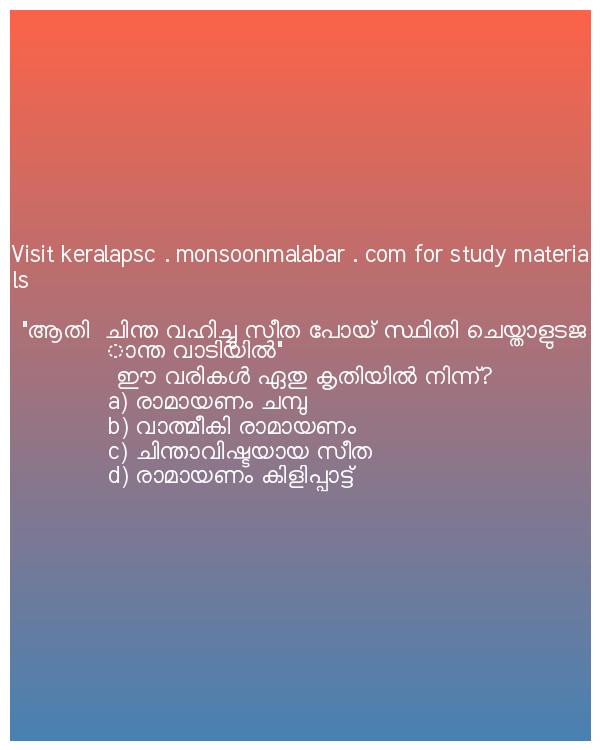 Visit keralapsc . monsoonmalabar . com for study materia
ls
"ആതി ചിന്ത വഹിച്ചു സീത പോയ് സ്ഥിതി ചെയ്താളുടജ
ാന്ത വാടിയിൽ"
ഈ വരികൾ ഏതു കൃതിയിൽ നിന്ന്?
a) രാമായണം ചമ്പു
b) വാത്മീകി രാമായണം
c) ചിന്താവിഷ്ടയായ സീത
d) രാമായണം കിളിപ്പാട്ട്